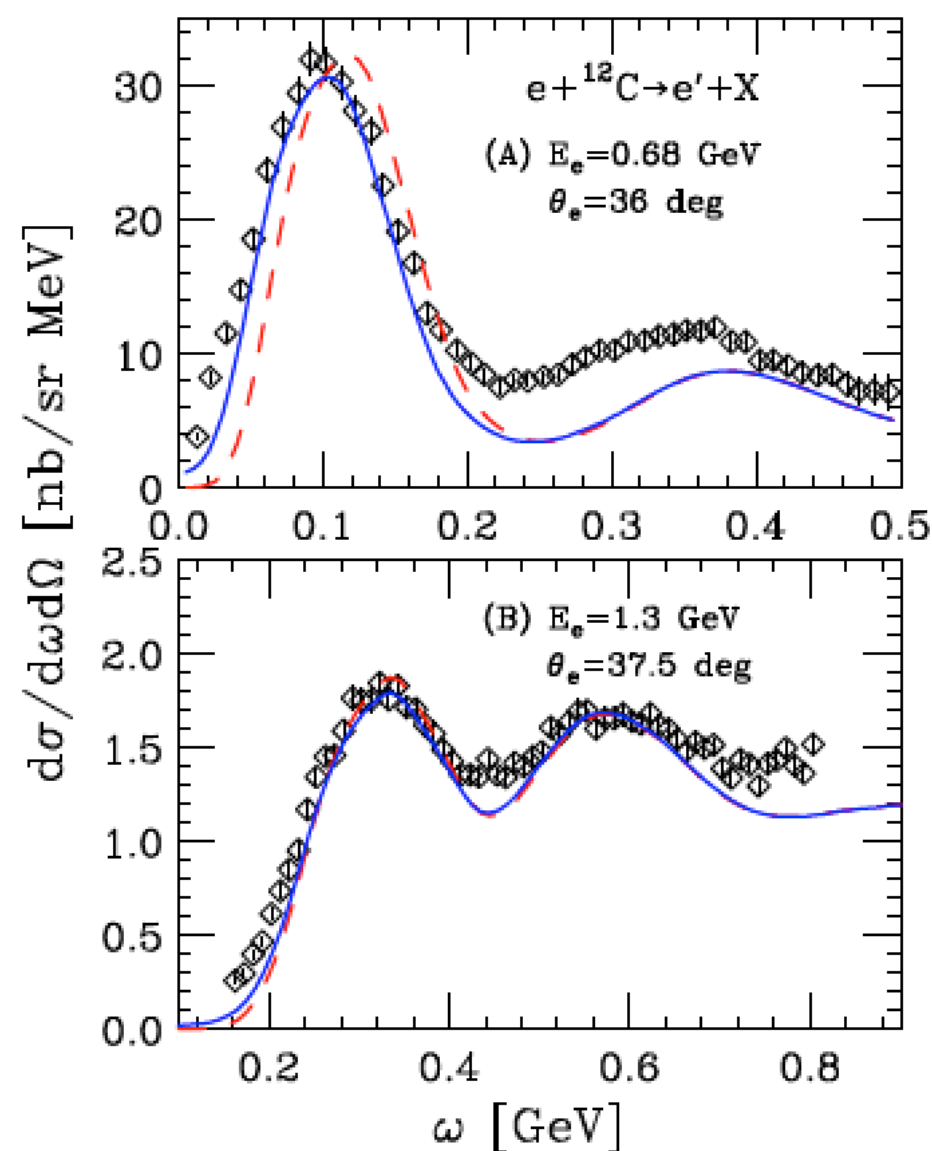 30
20
10
0
e+¹²C→e′+X
(A) Eₑ=0.68 GeV
θₑ=36 deg
0.0 0.1 0.2 0.3 0.4 0.5
dσ/dωdΩ [nb/sr MeV]
2.5
2.0
1.5
1.0
0.5
0.0
(B) Eₑ=1.3 GeV
θₑ=37.5 deg
0.2 0.4 0.6 0.8
ω [GeV]